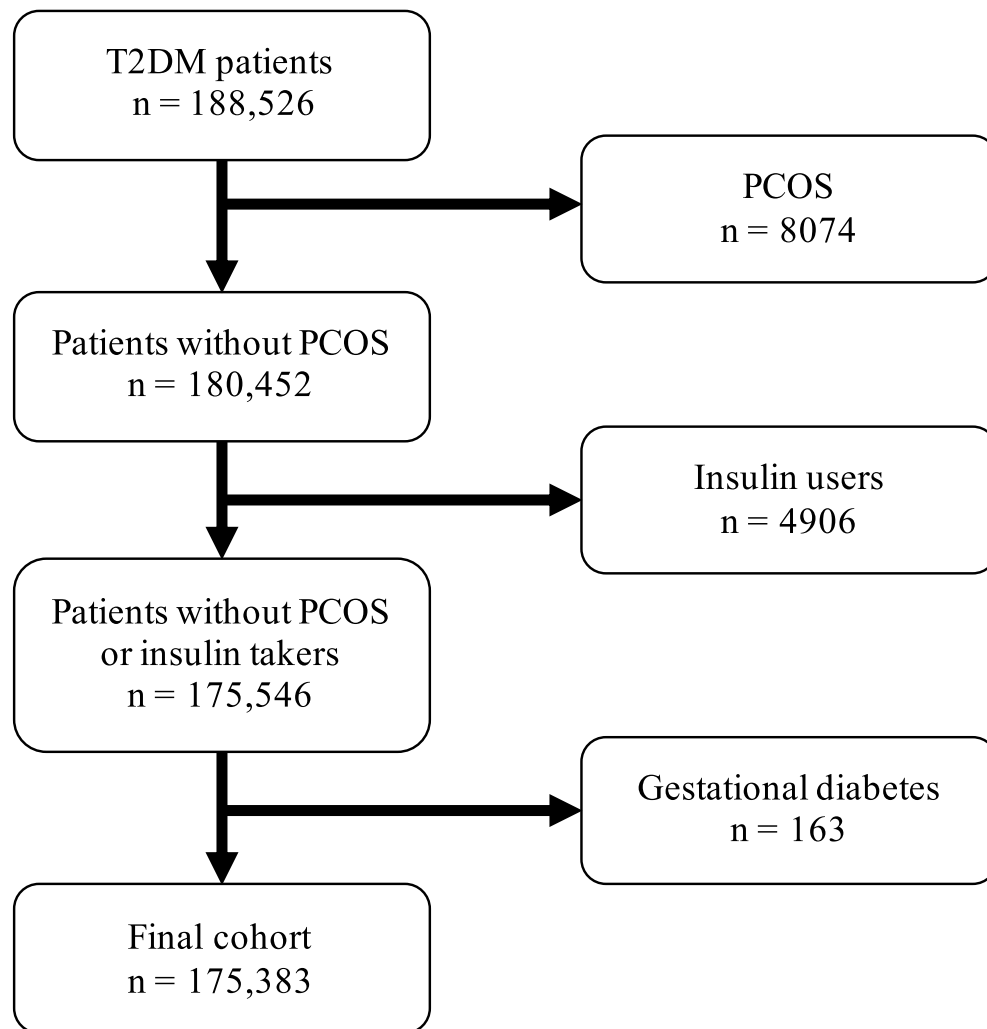 T2DM patients
n = 188,526
PCOS
n = 8074
Patients without PCOS
n = 180,452
Insulin users
n = 4906
Patients without PCOS
or insulin takers
n = 175,546
Gestational diabetes
n = 163
Final cohort
n = 175,383